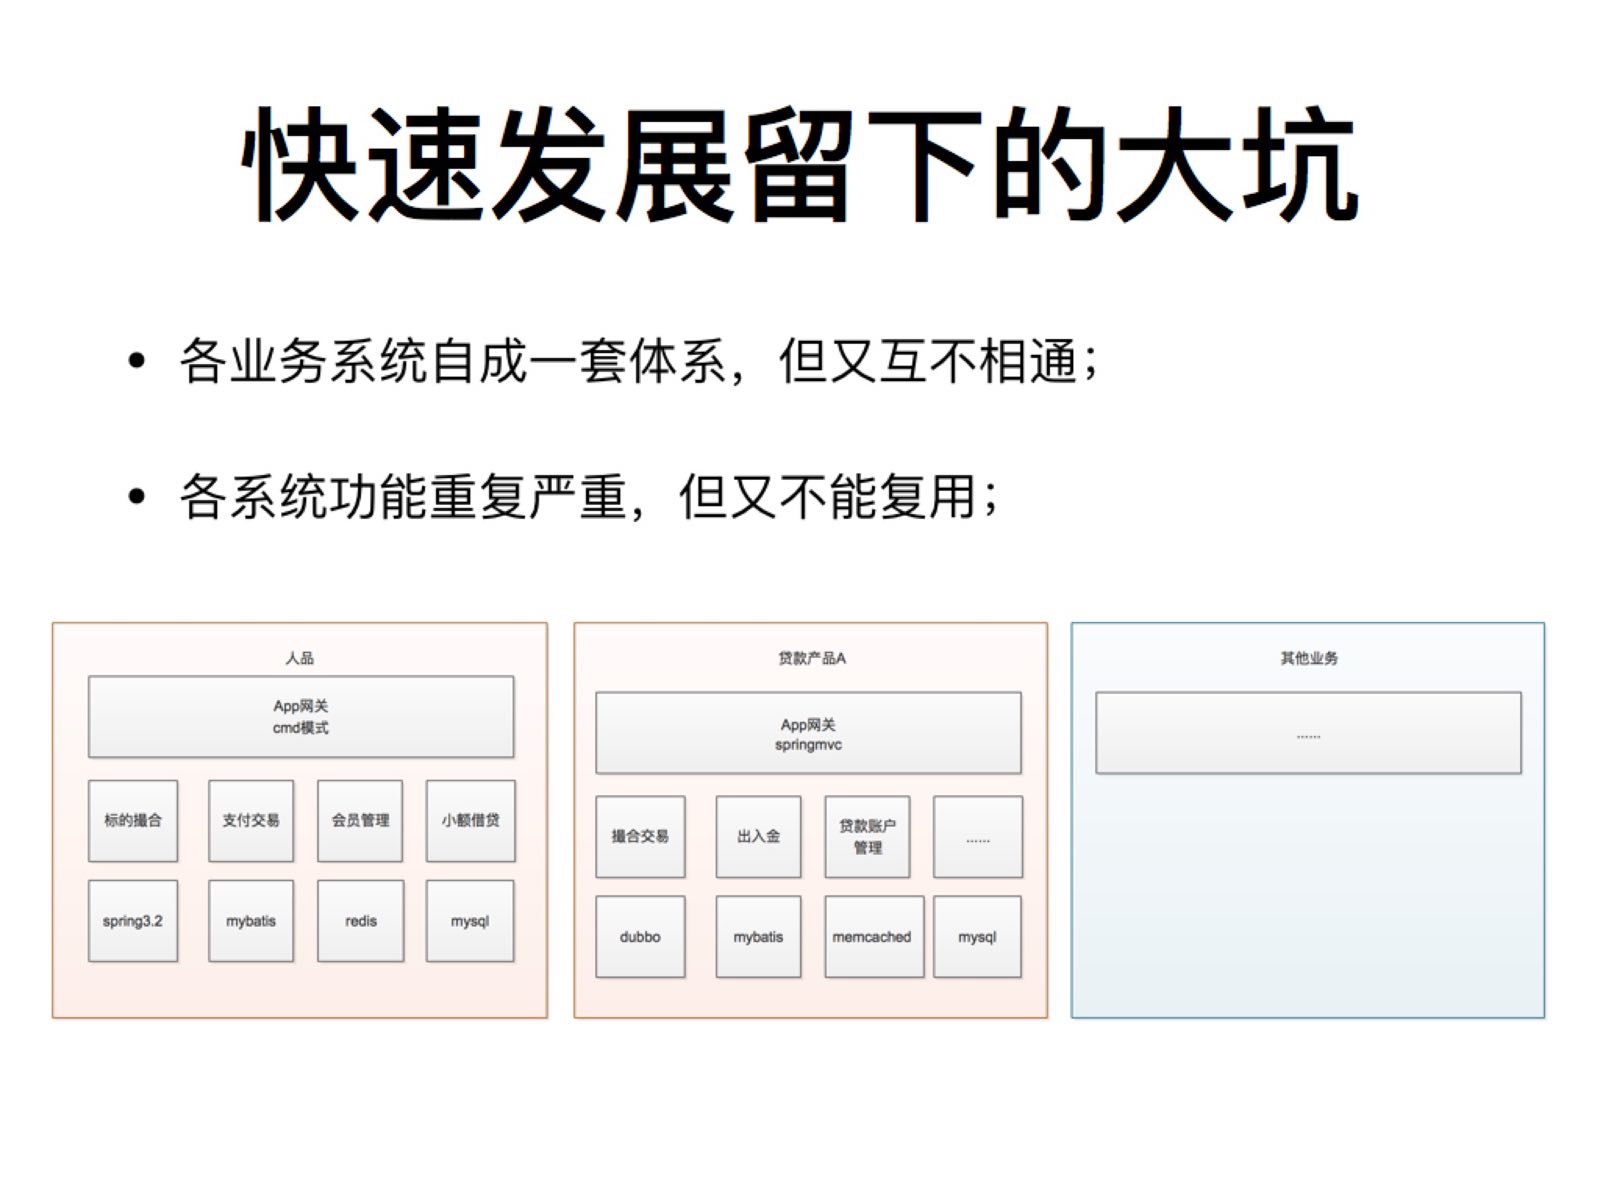 快速发展留下的大坑
• 各业务系统自成一套体系，但又互不相通；
• 各系统功能重复严重，但又不能复用；
人品
App网关
cmd模式
标的撮合 支付交易 会员管理 小额借贷
spring3.2 mybatis redis mysql
贷款产品A
App网关
springmvc
撮合交易 出入金 贷款账户 ......
管理
dubbo mybatis memcached mysql
其他业务
......